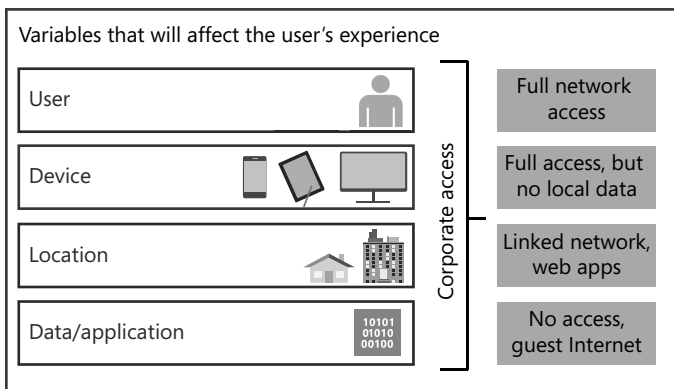 Variables that will affect the user’s experience
User
Device
Location
Data/application
10101
01010
00100
Corporate access
Full network
access
Full access, but
no local data
Linked network,
web apps
No access,
guest Internet